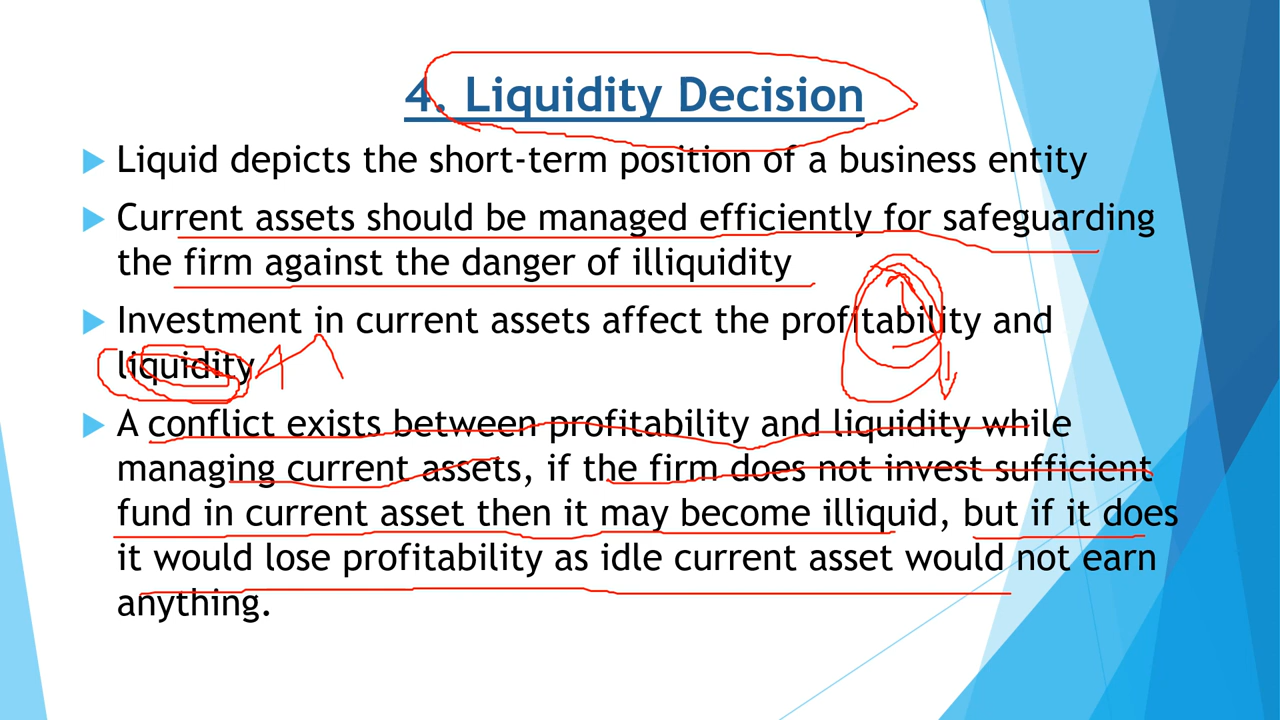 4. Liquidity Decision
Liquid depicts the short-term position of a business entity
Current assets should be managed efficiently for safeguarding
the firm against the danger of illiquidity
Investment in current assets affect the profitability and
liquidity
A conflict exists between profitability and liquidity while
managing current assets, if the firm does not invest sufficient
fund in current asset then it may become illiquid, but if it does
it would lose profitability as idle current asset would not earn
anything.